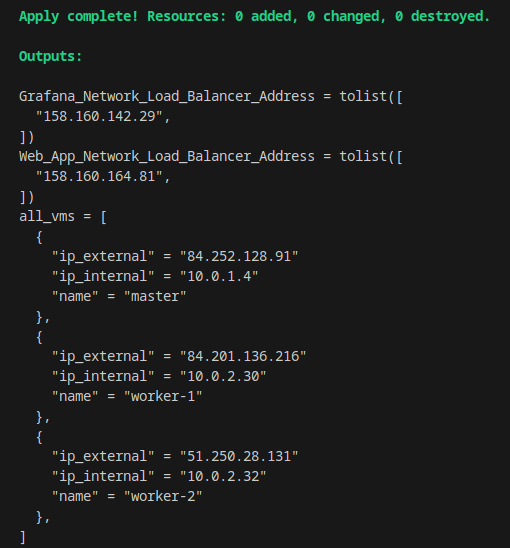 Apply complete! Resources: 0 added, 0 changed, 0 destroyed.
Outputs:
Grafana_Network_Load_Balancer_Address = tolist([
  "158.160.142.29",
])
Web_App_Network_Load_Balancer_Address = tolist([
  "158.160.164.81",
])
all_vms = [
  {
    "ip_external" = "84.252.128.91"
    "ip_internal" = "10.0.1.4"
    "name" = "master"
  },
  {
    "ip_external" = "84.201.136.216"
    "ip_internal" = "10.0.2.30"
    "name" = "worker-1"
  },
  {
    "ip_external" = "51.250.28.131"
    "ip_internal" = "10.0.2.32"
    "name" = "worker-2"
  },
]